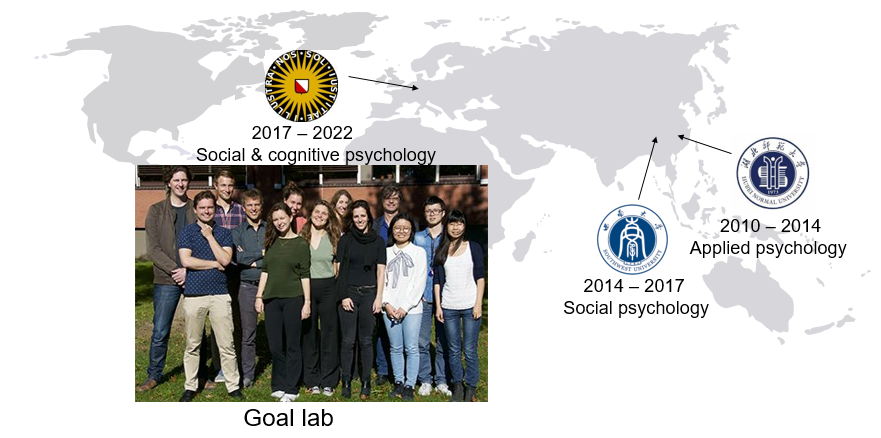 SOL · IUSTITIAE · ILLUSTRA · NOS
2017 – 2022
Social & cognitive psychology
湖北师范大学
1973
HUBEI NORMAL UNIVERSITY
2010 – 2014
Applied psychology
西南大学
SOUTHWEST UNIVERSITY
2014 – 2017
Social psychology
Goal lab